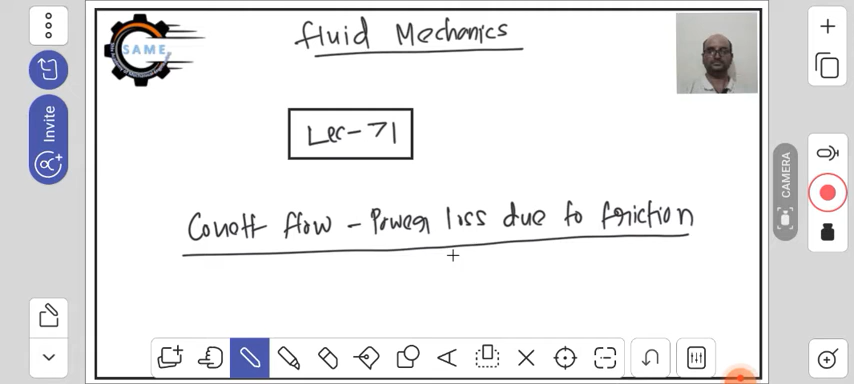 Fluid Mechanics
SAME
Lec-71
Couett flow - Power loss due to friction
Invite
CAMERA